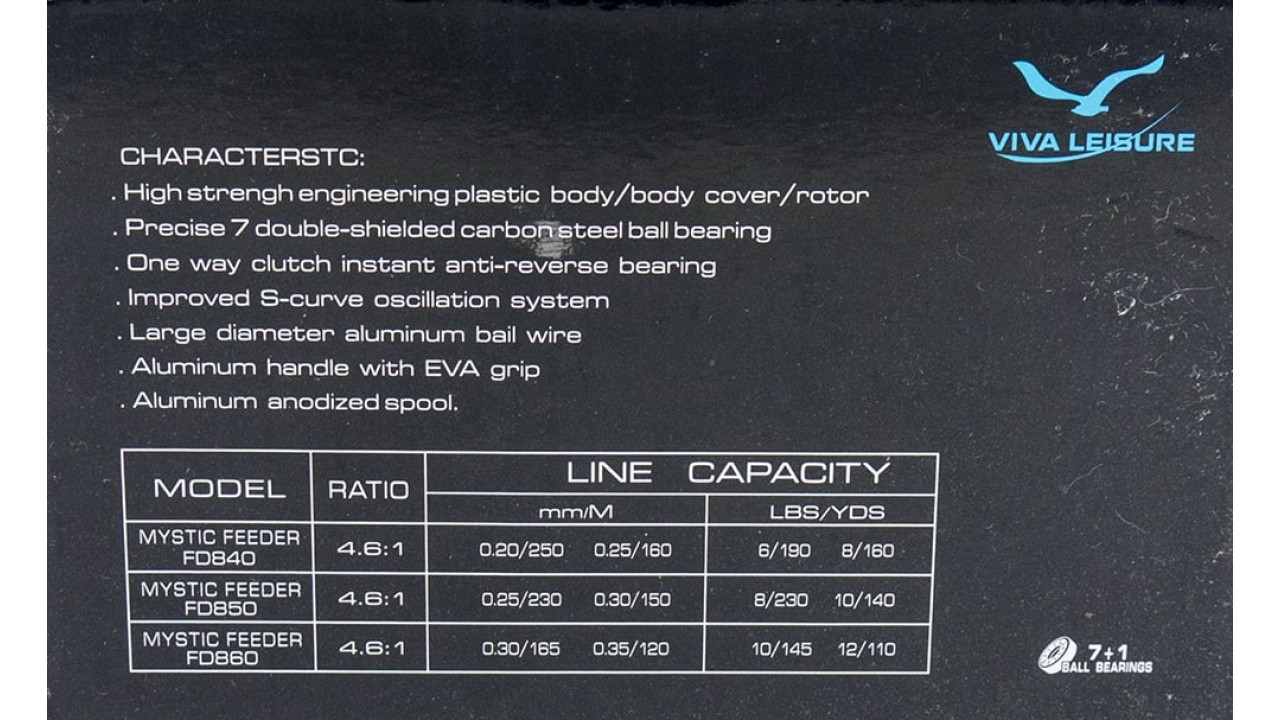 VIVA LEISURE
CHARACTERSTC:
. High strengh engineering plastic body/body cover/rotor
. Precise 7 double-shielded carbon steel ball bearing
. One way clutch instant anti-reverse bearing
. Improved S-curve oscillation system
. Large diameter aluminum bail wire
. Aluminum handle with EVA grip
. Aluminum anodized spool.
MODEL RATIO LINE CAPACITY
mm/M LBS/YDS
MYSTIC FEEDER
FD840 4.6:1 0.20/250 0.25/160 6/190 8/160
MYSTIC FEEDER
FD850 4.6:1 0.25/230 0.30/150 8/230 10/140
MYSTIC FEEDER
FD860 4.6:1 0.30/165 0.35/120 10/145 12/110
7+1
BALL BEARINGS